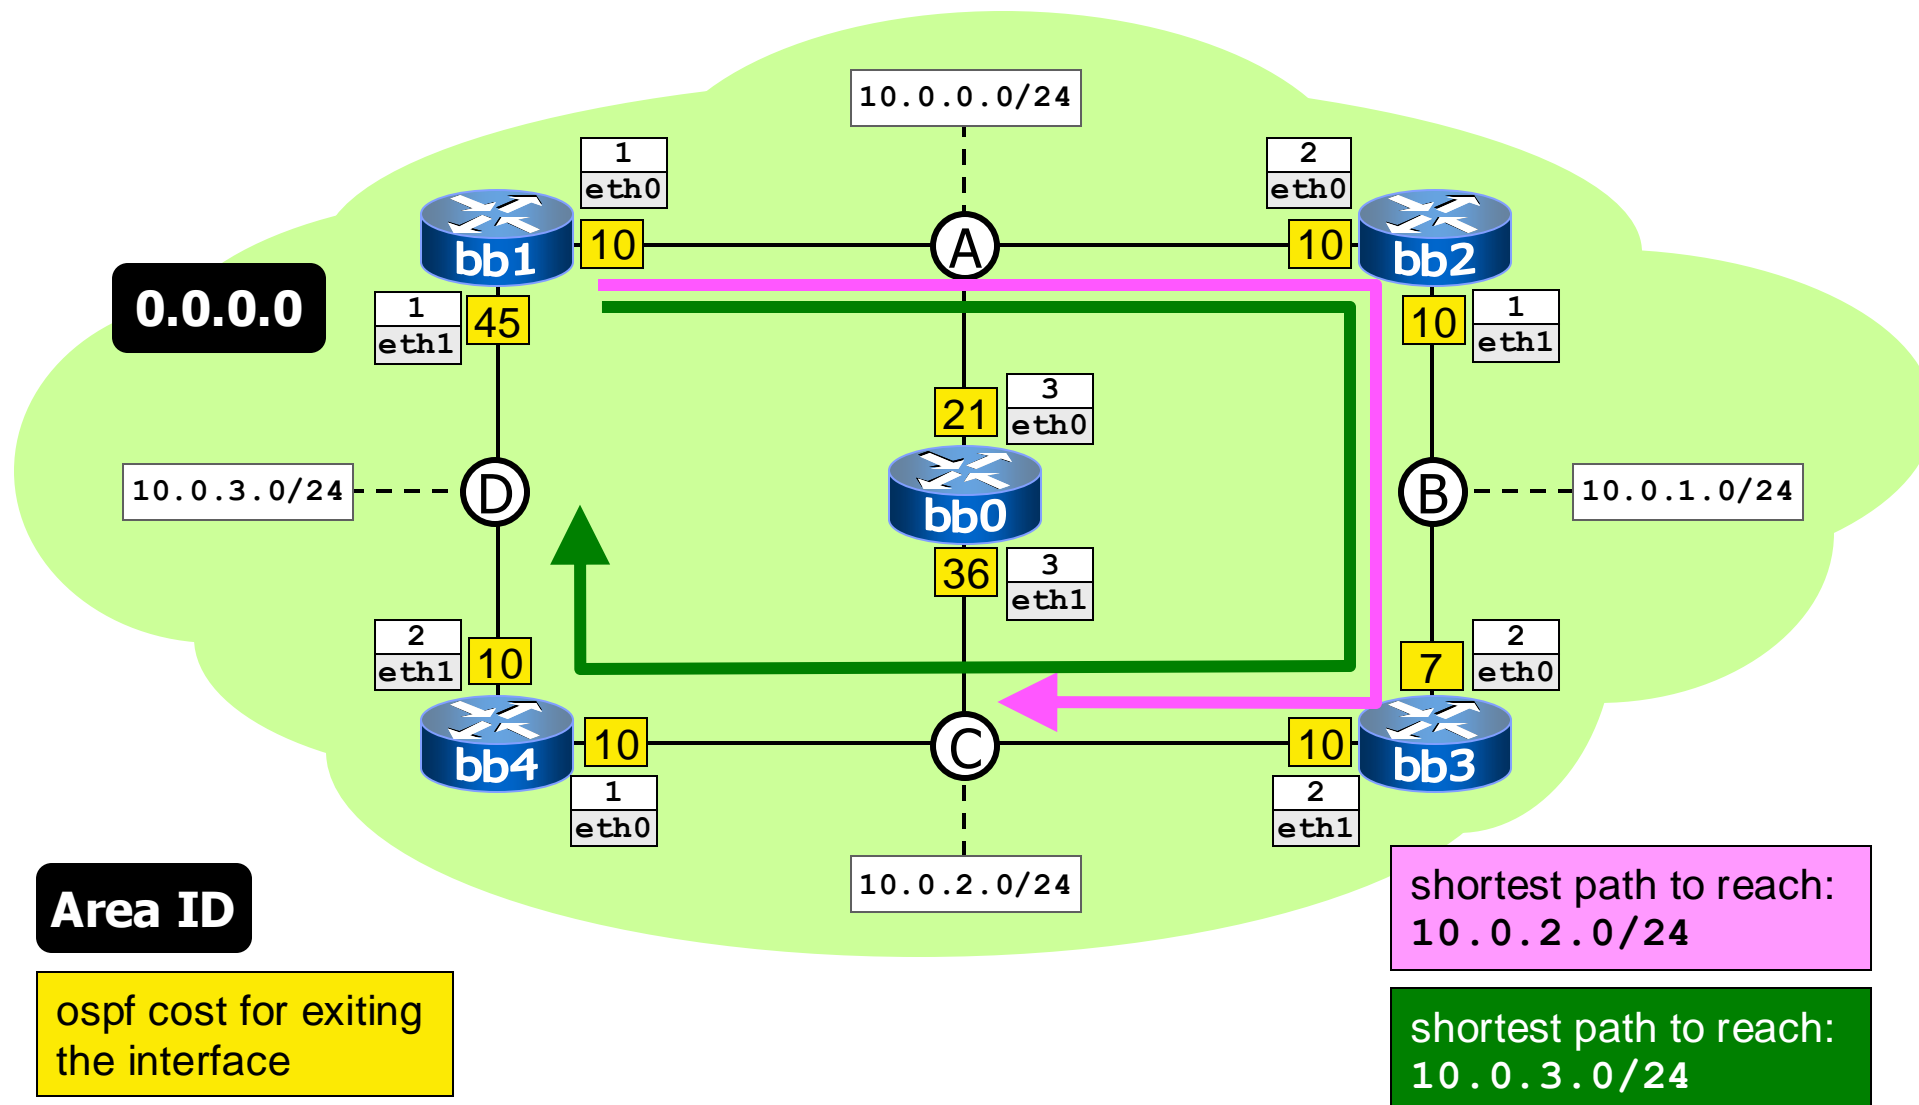 10.0.0.0/24
1
eth0
2
eth0
bb1
10
A
10
bb2
0.0.0.0
1
eth1
45
10
1
eth1
21
3
eth0
10.0.3.0/24
D
bb0
B
10.0.1.0/24
36
3
eth1
2
eth1
10
7
2
eth0
bb4
10
C
10
bb3
1
eth0
2
eth1
10.0.2.0/24
Area ID
shortest path to reach:
10.0.2.0/24
ospf cost for exiting
the interface
shortest path to reach:
10.0.3.0/24